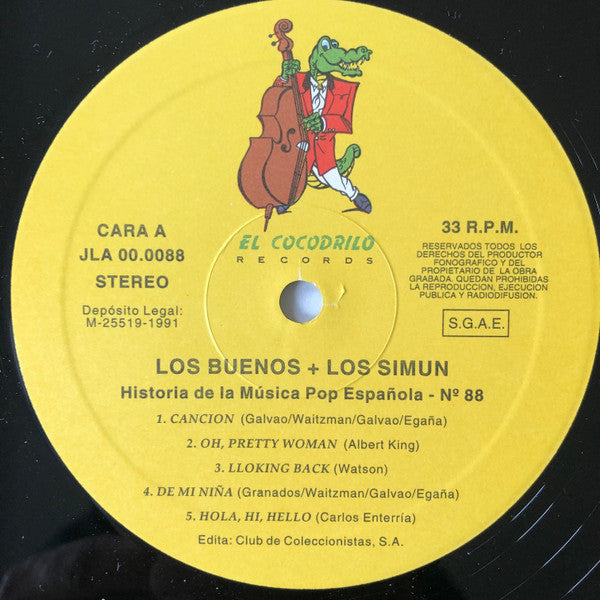 EL COCODRILO
RECORDS
CARA A
JLA 00.0088
STEREO
Depósito Legal:
M-25519-1991
33 R.P.M.
RESERVADOS TODOS LOS
DERECHOS DEL PRODUCTOR
FONOGRAFICO Y DEL
PROPIETARIO DE LA OBRA
GRABADA. QUEDAN PROHIBIDAS
LA REPRODUCCION, EJECUCION
PUBLICA Y RADIODIFUSION.
S.G.A.E.
LOS BUENOS + LOS SIMUN
Historia de la Música Pop Española - Nº 88
1. CANCION (Galvao/Waitzman/Galvao/Egaña)
2. OH, PRETTY WOMAN (Albert King)
3. LLOKING BACK (Watson)
4. DE MI NIÑA (Granados/Waitzman/Galvao/Egaña)
5. HOLA, HI, HELLO (Carlos Enterría)
Edita: Club de Coleccionistas, S.A.